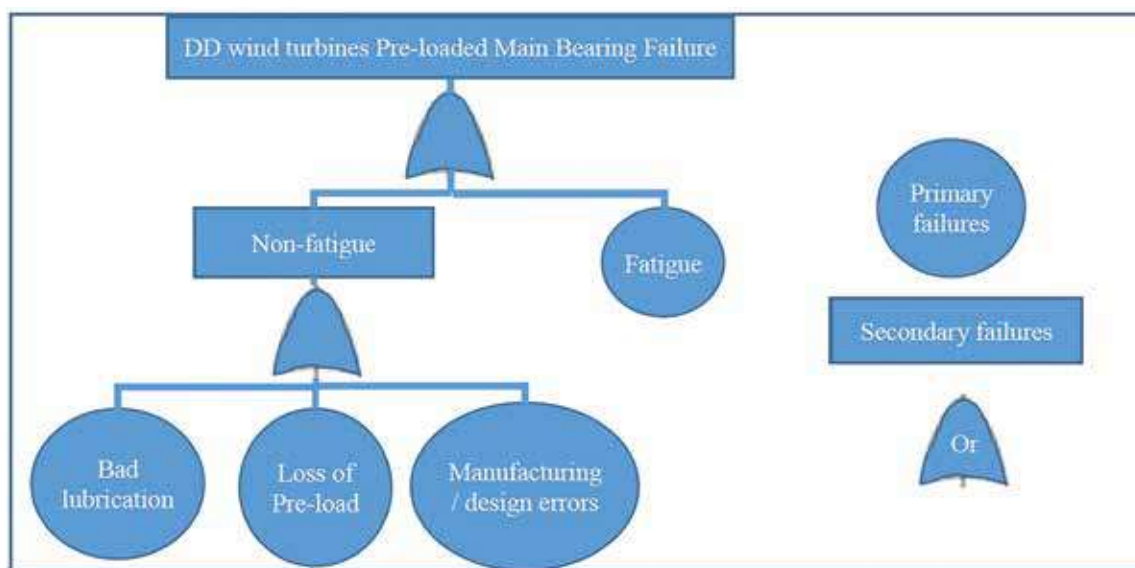 DD wind turbines Pre-loaded Main Bearing Failure
Non-fatigue
Fatigue
Bad
lubrication
Loss of
Pre-load
Manufacturing
/ design errors
Primary
failures
Secondary failures
Or